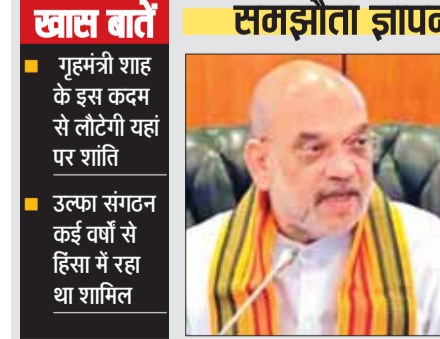 खास बातें
गृहमंत्री शाह
के इस कदम
से लौटेगी यहां
पर शांति
उल्फा संगठन
कई वर्षों से
हिंसा में रहा
था शामिल
समझौता ज्ञापन